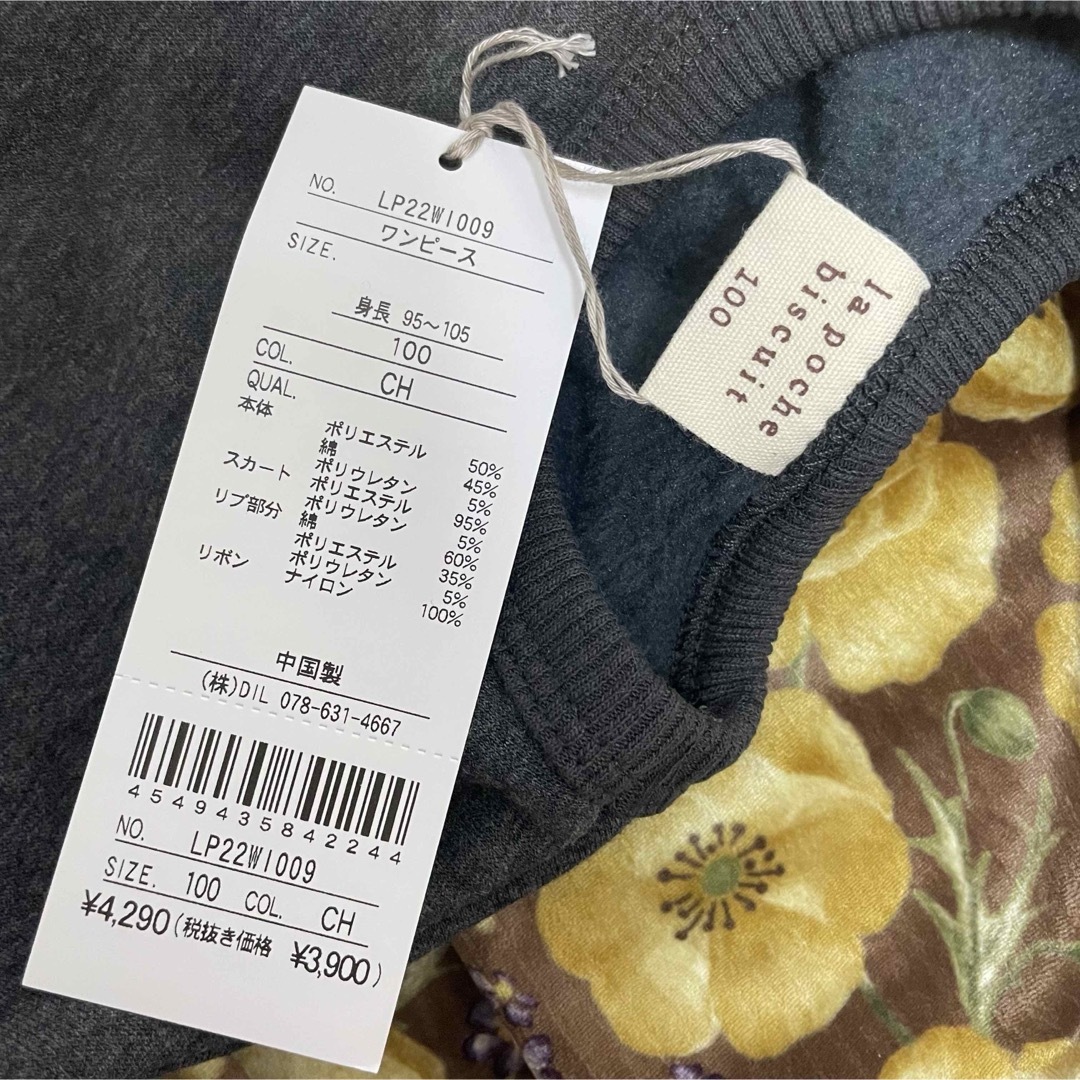 NO. LP22WI009
ワンピース
SIZE.
身長 95～105
100
COL. CH
QUAL.
本体 ポリエステル 50%
綿 45%
ポリウレタン 5%
スカート ポリエステル 95%
ポリウレタン 5%
リブ部分 綿 60%
ポリエステル 35%
ポリウレタン 5%
リボン ナイロン 100%
中国製
(株)DIL 078-631-4667
4549435842244
NO. LP22WI009
SIZE. 100 COL. CH
¥4,290(税抜き価格 ¥3,900)
la poche
biscuit
100